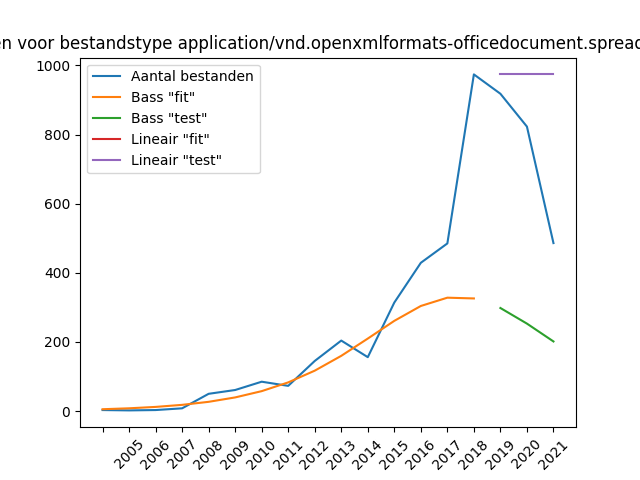 en voor bestandstype application/vnd.openxmlformats-officedocument.spread
1000
800
600
400
200
0
Aantal bestanden
Bass "fit"
Bass "test"
Lineair "fit"
Lineair "test"
2005 2006 2007 2008 2009 2010 2011 2012 2013 2014 2015 2016 2017 2018 2019 2020 2021